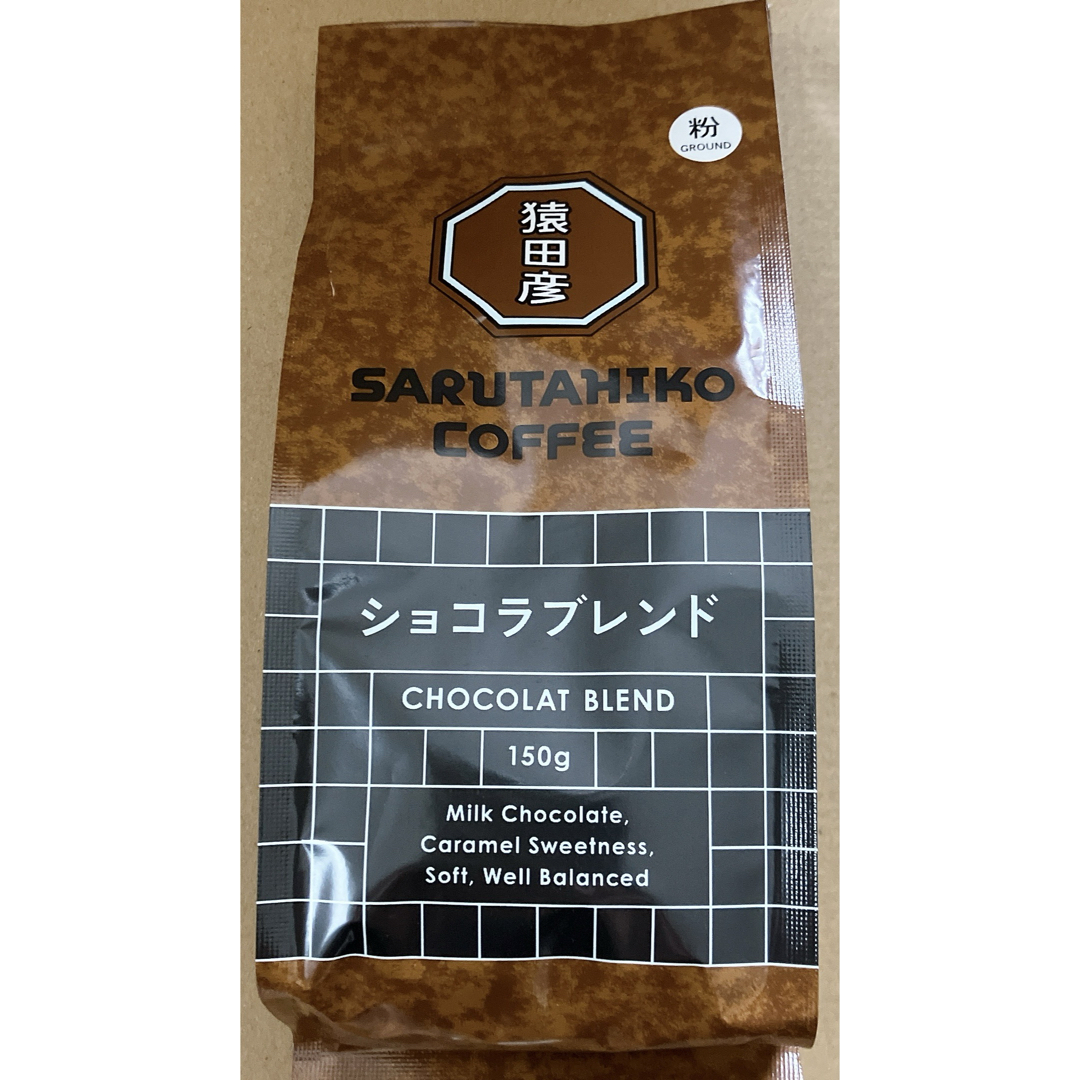 粉
GROUND
猿
田
彦
SARUTAHIKO
COFFEE
ショコラブレンド
CHOCOLAT BLEND
150g
Milk Chocolate,
Caramel Sweetness,
Soft, Well Balanced